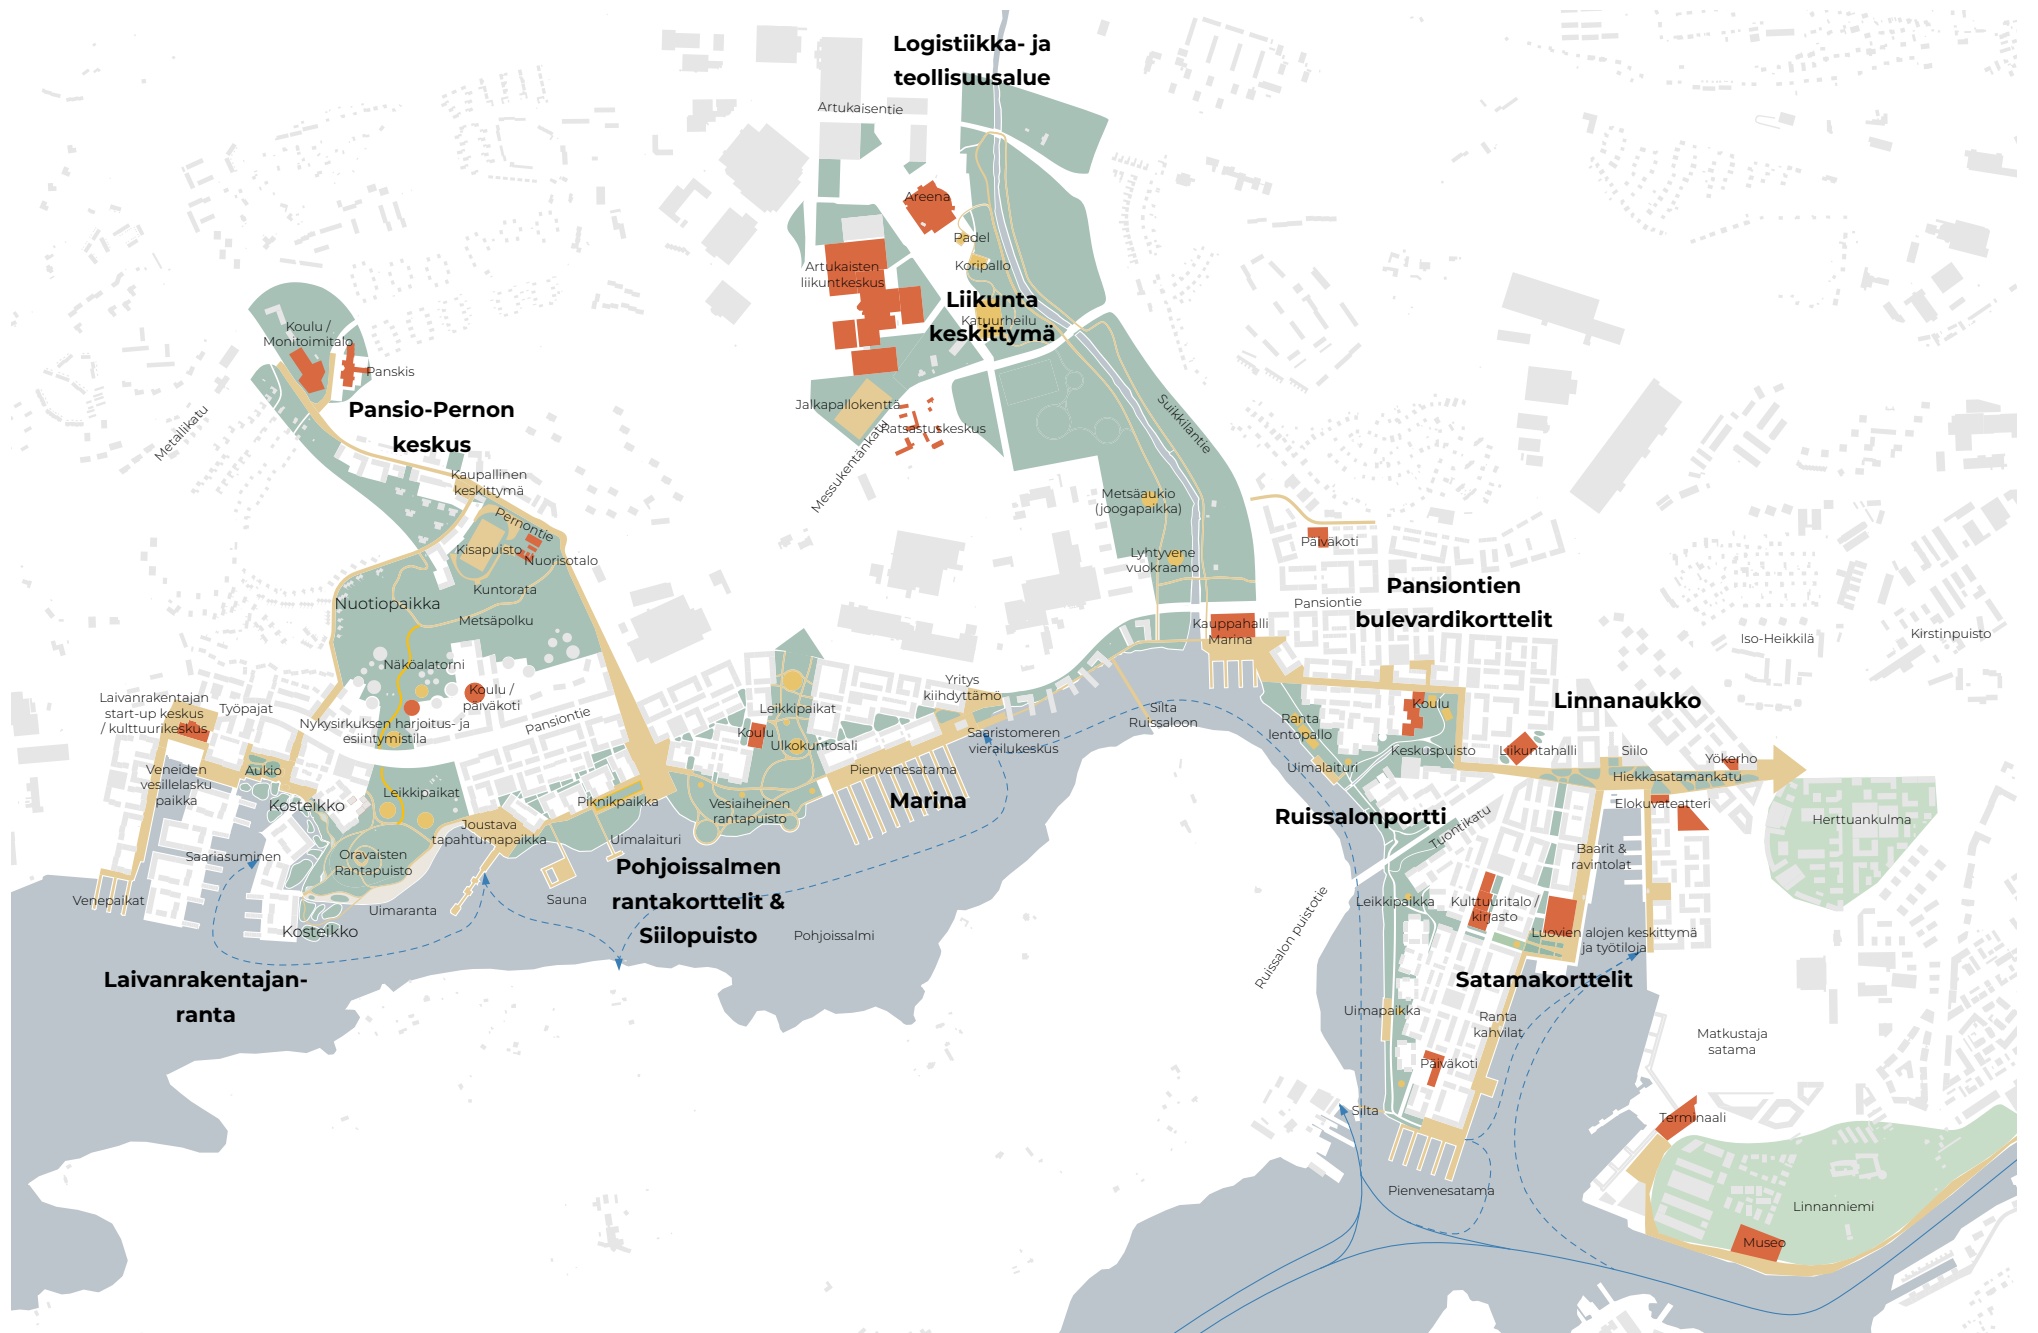 Logistiikka- ja
teollisuusalue
Artukaisentie
Areena
Padel
Koripallo
Artukaisten
liikuntkeskus
Liikunta
keskittymä
Katuurheilu
Koulu /
Monitoimitalo
Panskis
Pansio-Pernon
keskus
Metallikatu
Jalkapallokenttä
Ratsastuskeskus
Messukentänkatu
Suikkilantie
Kaupallinen
keskittymä
Pernontie
Kisapuisto
Nuorisotalo
Kuntorata
Nuotiopaikka
Metsäpolku
Metsäaukio
(joogapaikka)
Lyhtyvene
vuokraamo
Päiväkoti
Pansiontie
Pansiontien
bulevardikorttelit
Kauppahalli
Marina
Iso-Heikkilä
Kirstinpuisto
Näköalatorni
Koulu /
päiväkoti
Laivanrakentajan
start-up keskus
/ kulttuurikeskus
Työpajat
Nykysirkuksen harjoitus- ja
esiintymistila
Pansiontie
Leikkipaikat
Koulu
Ulkokuntosali
Yritys
kiihdyttämö
Saaristomeren
vierailukeskus
Silta
Ruissaloon
Ranta
lentopallo
Koulu
Keskuspuisto
Linnanaukko
Liikuntahalli
Siilo
Yökerho
Hiekkasatamankatu
Elokuvateatteri
Herttuankulma
Uimalaituri
Veneiden
vesillelasku
paikka
Aukio
Kosteikko
Leikkipaikat
Joustava
tapahtumapaikka
Piknikpaikka
Uimalaituri
Vesiaiheinen
rantapuisto
Pienvenesatama
Marina
Ruissalonportti
Tuontikatu
Baarit &
ravintolat
Saariasuminen
Oravaisten
Rantapuisto
Pohjoissalmen
rantakorttelit &
Siilopuisto
Venepaikat
Uimaranta
Sauna
Kosteikko
Pohjoissalmi
Ruissalon puistotie
Leikkipaikka
Kulttuuritalo /
kirjasto
Luovien alojen keskittymä
ja työtiloja
Laivanrakentajan-
ranta
Satamakorttelit
Uimapaikka
Ranta
kahvilat
Matkustaja
satama
Päiväkoti
Silta
Terminaali
Pienvenesatama
Linnanniemi
Museo